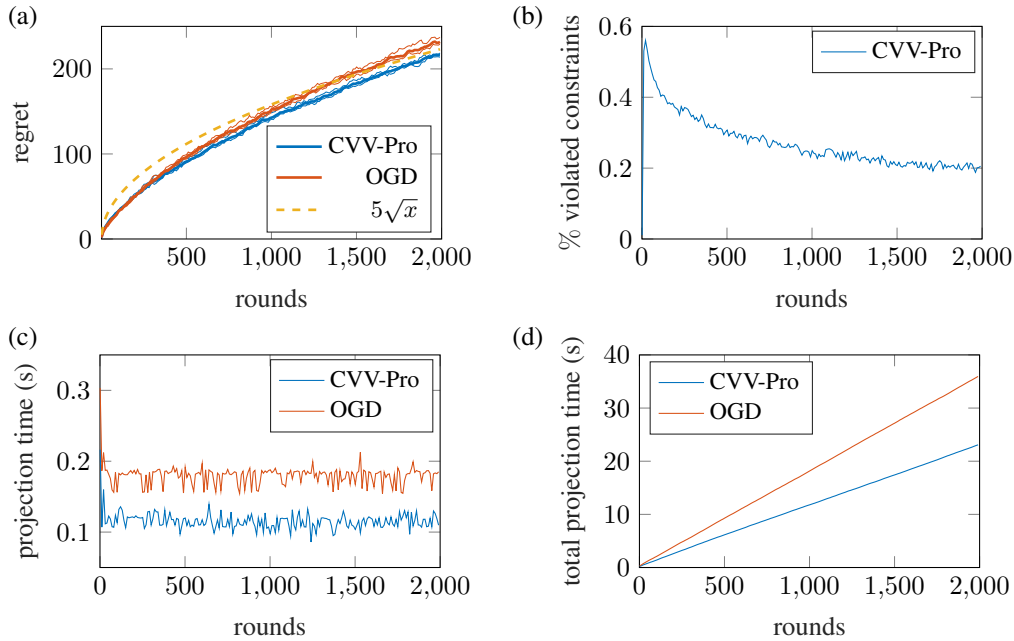 (a)
regret
200
100
0
500
1,000
1,500
2,000
rounds
CVV-Pro
OGD
5√x
(b)
% violated constraints
0.6
0.4
0.2
0
0
500
1,000
1,500
2,000
rounds
CVV-Pro
(c)
projection time (s)
0.3
0.2
0.1
0
500
1,000
1,500
2,000
rounds
CVV-Pro
OGD
(d)
total projection time (s)
40
30
20
10
0
0
500
1,000
1,500
2,000
rounds
CVV-Pro
OGD